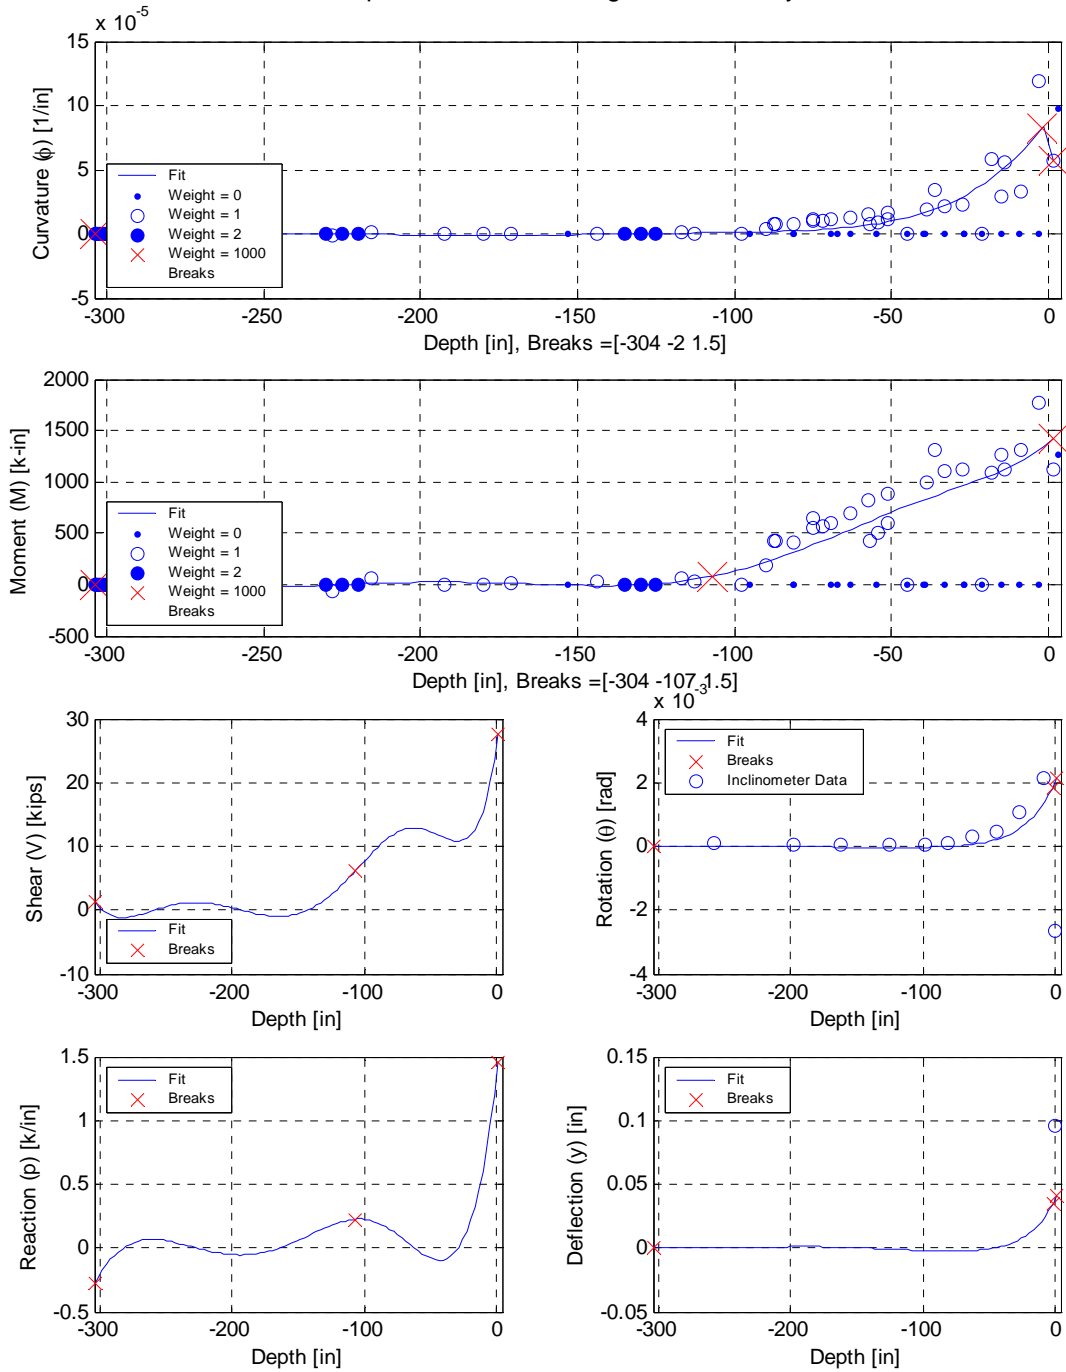 x 10^-5
15
10
5
0
-5
Curvature (ϕ) [1/in]
Fit
Weight = 0
Weight = 1
Weight = 2
Weight = 1000
Breaks
-300 -250 -200 -150 -100 -50 0
Depth [in], Breaks =[-304 -2 1.5]
2000
1500
1000
500
0
-500
Moment (M) [k-in]
Fit
Weight = 0
Weight = 1
Weight = 2
Weight = 1000
Breaks
-300 -250 -200 -150 -100 -50 0
Depth [in], Breaks =[-304 -107 1.5]
30
20
10
0
-10
Shear (V) [kips]
Fit
Breaks
-300 -200 -100 0
Depth [in]
x 10^-3
4
2
0
-2
-4
Rotation (θ) [rad]
Fit
Breaks
Inclinometer Data
-300 -200 -100 0
Depth [in]
1.5
1
0.5
0
-0.5
Reaction (p) [k/in]
Fit
Breaks
-300 -200 -100 0
Depth [in]
0.15
0.1
0.05
0
-0.05
Deflection (y) [in]
Fit
Breaks
-300 -200 -100 0
Depth [in]